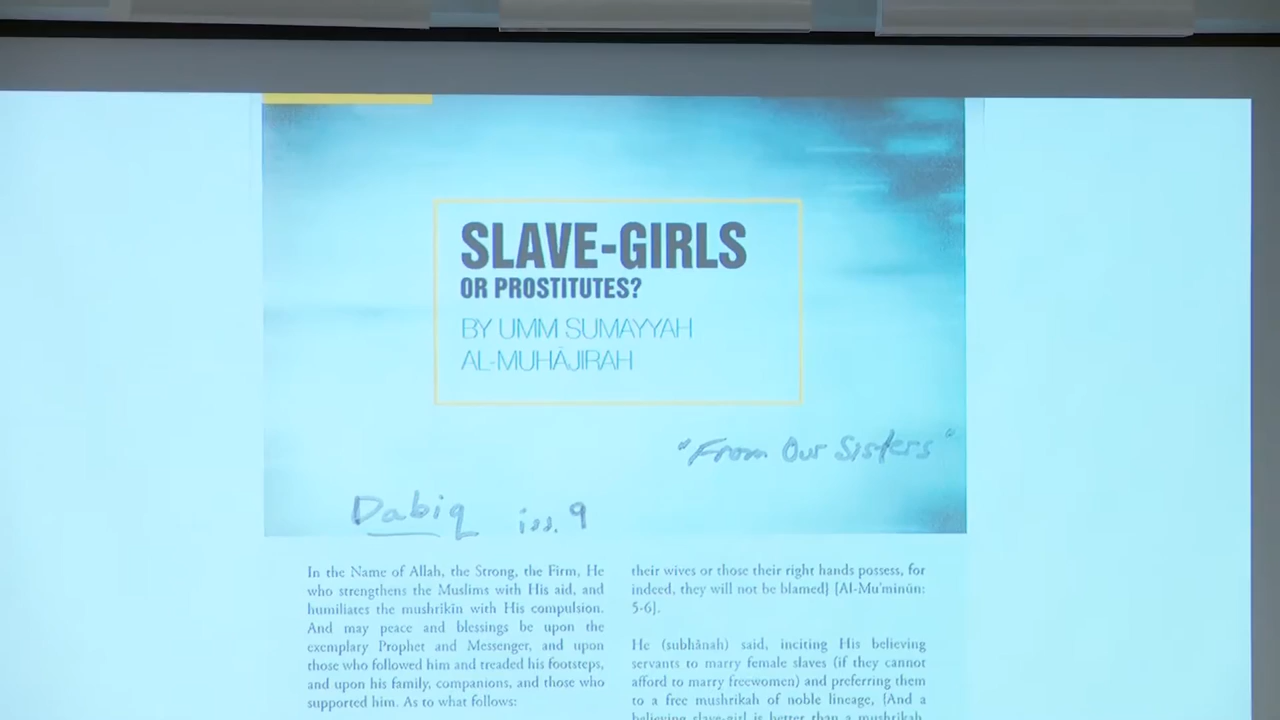 SLAVE-GIRLS
OR PROSTITUTES?
BY UMM SUMAYYAH
AL-MUHĀJIRAH
"From Our Sisters"
Dabiq iss. 9
In the Name of Allah, the Strong, the Firm, He
who strengthens the Muslims with His aid, and
humiliates the mushrikīn with His compulsion.
And may peace and blessings be upon the
exemplary Prophet and Messenger, and upon
those who followed him and treaded his footsteps,
and upon his family, companions, and those who
supported him. As to what follows:
their wives or those their right hands possess, for
indeed, they will not be blamed} [Al-Mu'minūn:
5-6].
He (subhānah) said, inciting His believing
servants to marry female slaves (if they cannot
afford to marry freewomen) and preferring them
to a free mushrikah of noble lineage, {And a
believing slave-girl is better than a mushrikah,